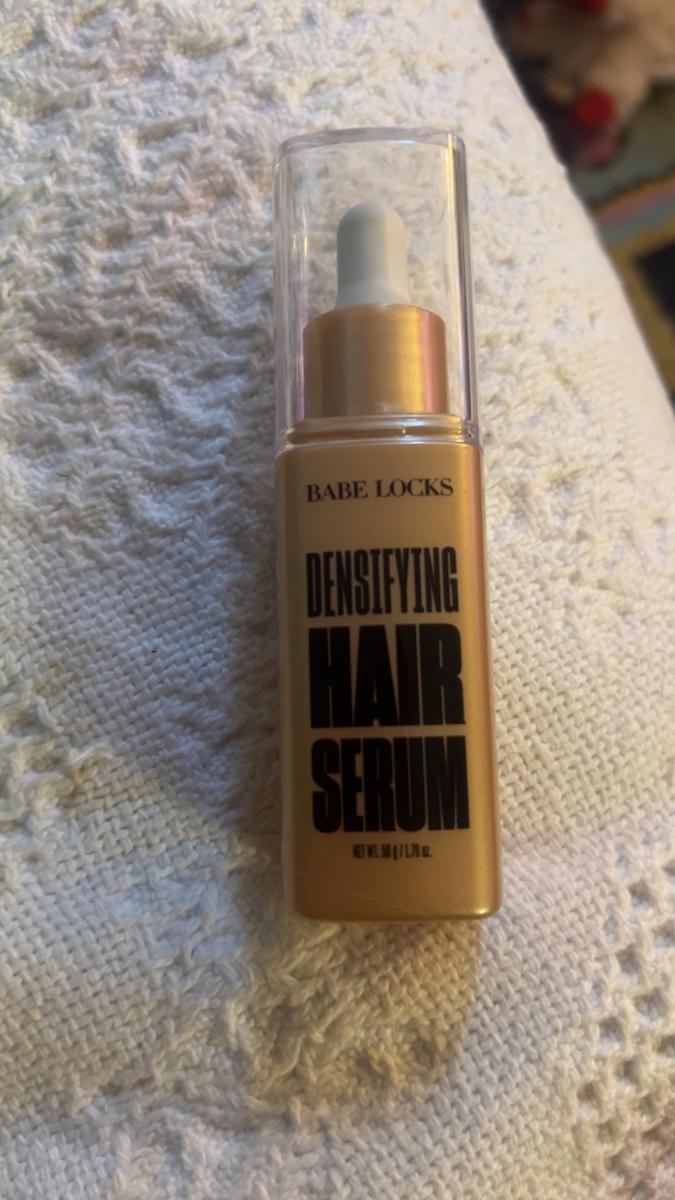 BABE LOCKS
DENSIFYING
HAIR
SERUM
NET WT. 50 g / 1.76 oz.